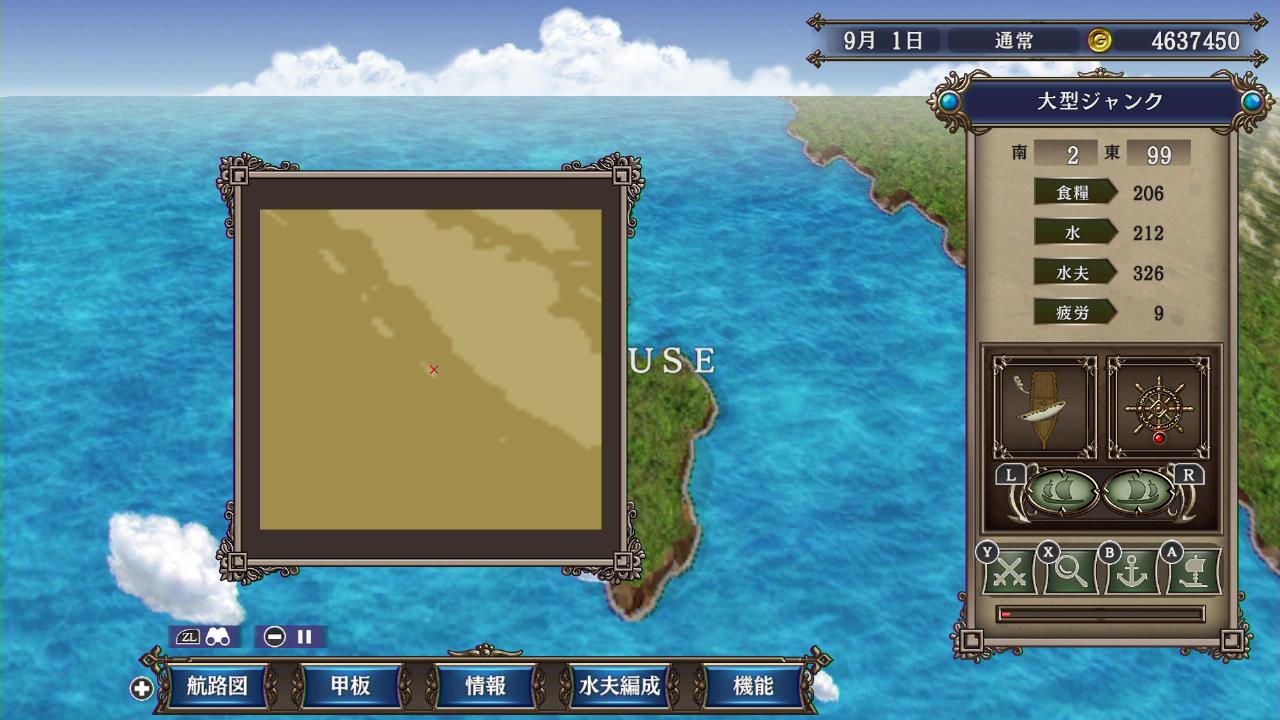 9月 1日 通常 G 4637450
大型ジャンク
南 2 東 99
食糧 206
水 212
水夫 326
疲労 9
USE
L R
Y X B A
ZL
航路図 甲板 情報 水夫編成 機能